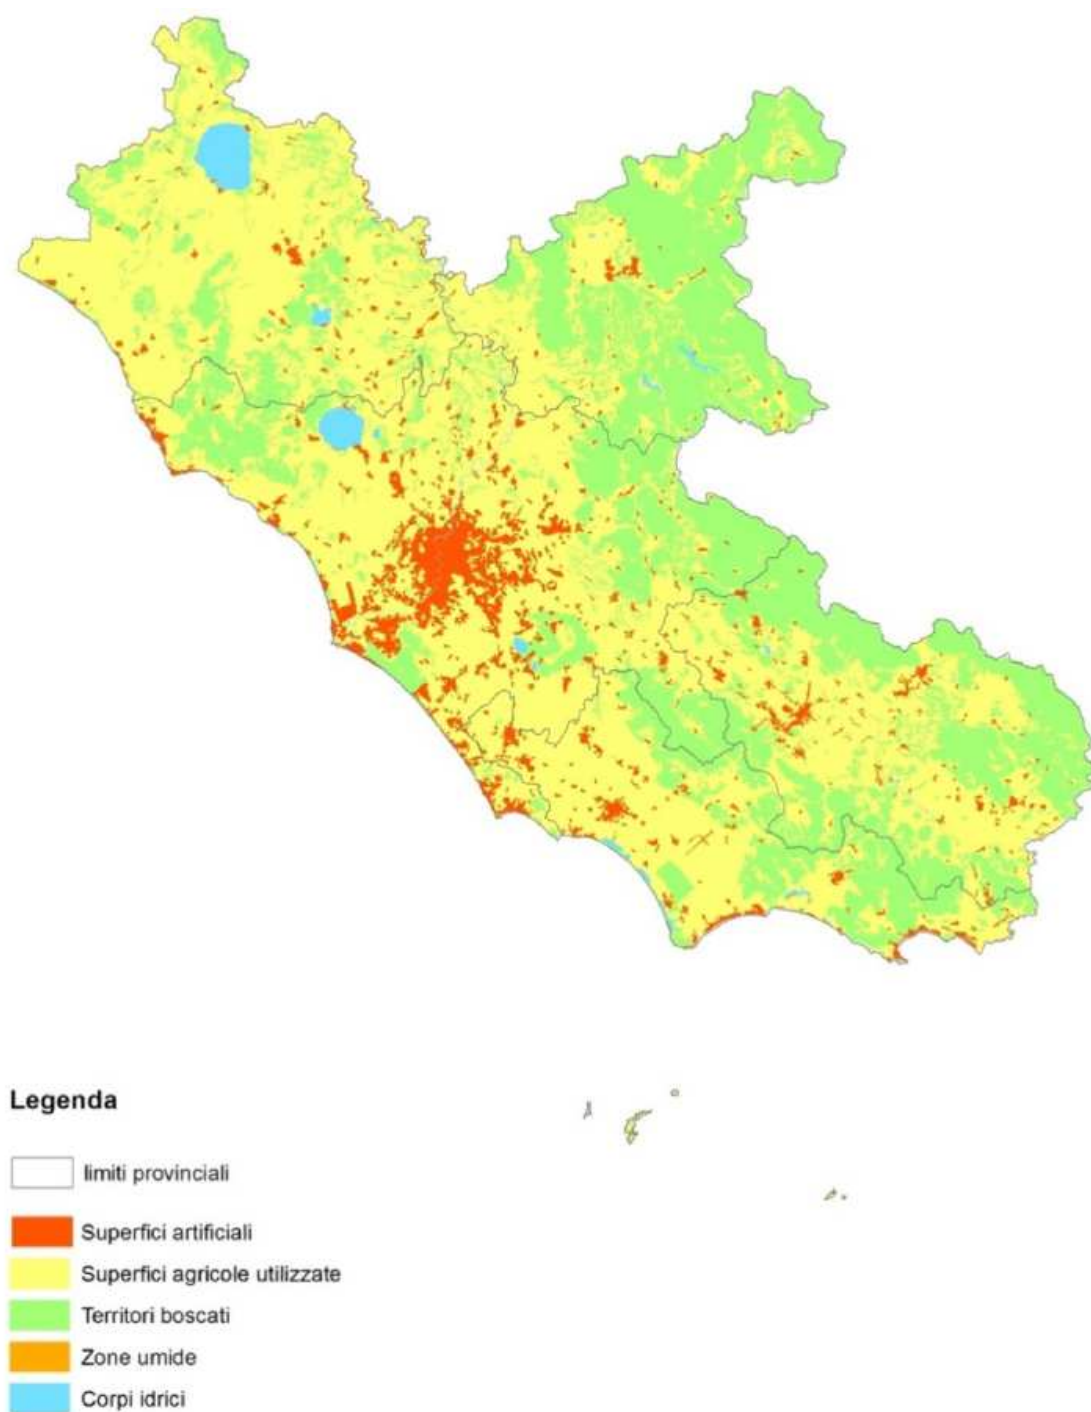 Legenda
limiti provinciali
Superfici artificiali
Superfici agricole utilizzate
Territori boscati
Zone umide
Corpi idrici